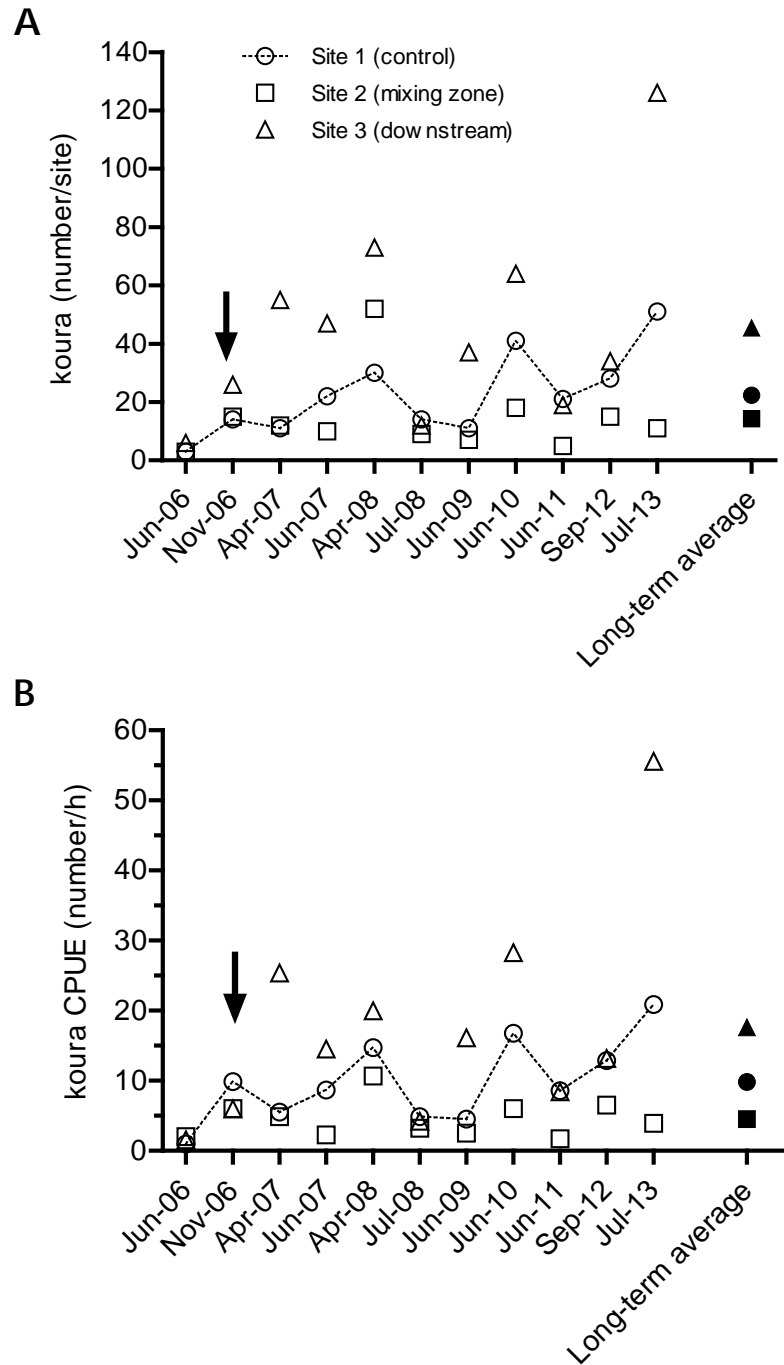 A
koura (number/site)
140
120
100
80
60
40
20
0
Site 1 (control)
Site 2 (mixing zone)
Site 3 (dow nstream)
Jun-06
Nov-06
Apr-07
Jun-07
Apr-08
Jul-08
Jun-09
Jun-10
Jun-11
Sep-12
Jul-13
Long-term average
B
koura CPUE (number/h)
60
50
40
30
20
10
0
Jun-06
Nov-06
Apr-07
Jun-07
Apr-08
Jul-08
Jun-09
Jun-10
Jun-11
Sep-12
Jul-13
Long-term average